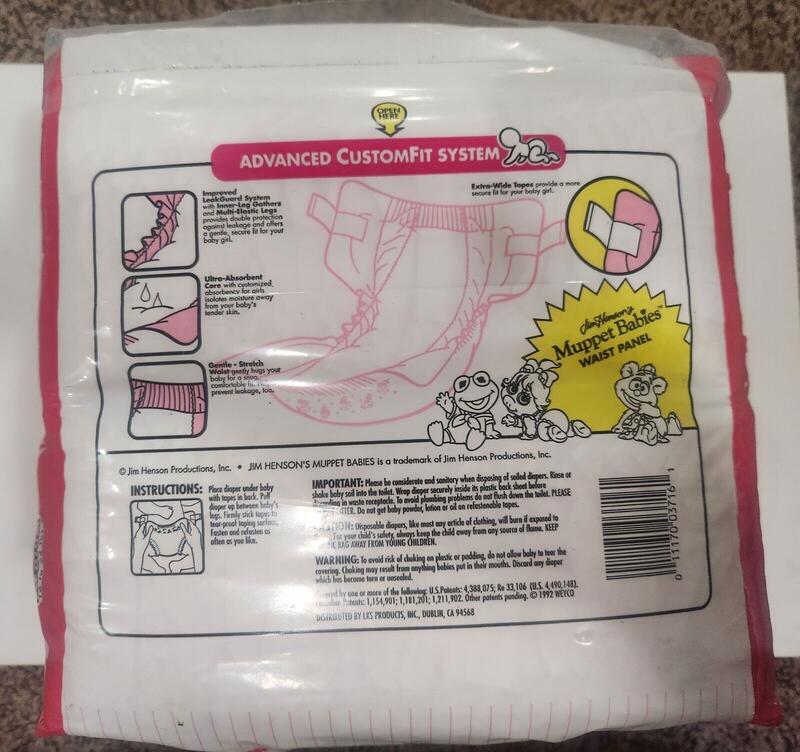 OPEN
HERE
ADVANCED CUSTOMFIT SYSTEM
Improved
LeakGuard System
with Inner-Leg Gathers
and Multi-Elastic Legs
provides double protection
against leakage and offers
a gentle, secure fit for your
baby girl.
Extra-Wide Tapes provide a more
secure fit for your baby girl.
Ultra-Absorbent
Core with customized
absorbency for girls
isolates moisture away
from your baby's
tender skin.
Jim Henson's
Muppet Babies™
WAIST PANEL
Gentle - Stretch
Waist gently hugs your
baby for a snug,
comfortable fit.
prevent leakage, too.
© Jim Henson Productions, Inc. • JIM HENSON'S MUPPET BABIES is a trademark of Jim Henson Productions, Inc.
INSTRUCTIONS:
Place diaper under baby
with tapes in back. Pull
diaper up between baby's
legs. Firmly stick tapes to
tear-proof taping surface.
Fasten and refasten as
often as you like.
IMPORTANT: Please be considerate and sanitary when disposing of soiled diapers. Rinse or
shake baby soil into the toilet. Wrap diaper securely inside its plastic back sheet before
discarding in waste receptacle. To avoid plumbing problems do not flush down the toilet. PLEASE
LITTER. Do not get baby powder, lotion or oil on refastenable tapes.
Disposable diapers, like most any article of clothing, will burn if exposed to
For your child's safety, always keep the child away from any source of flame. KEEP
BAG AWAY FROM YOUNG CHILDREN.
WARNING: To avoid risk of choking on plastic or padding, do not allow baby to tear the
covering. Choking may result from anything babies put in their mouths. Discard any diaper
which has become torn or unsealed.
by one or more of the following: U.S. Patents: 4,388,075; Re 33,106 (U.S. 4,490,148).
Patents: 1,154,901; 1,181,201; 1,211,902. Other patents pending. © 1992 WEYCO
DISTRIBUTED BY LKS PRODUCTS, INC., DUBLIN, CA 94568
0 11170 03716 1